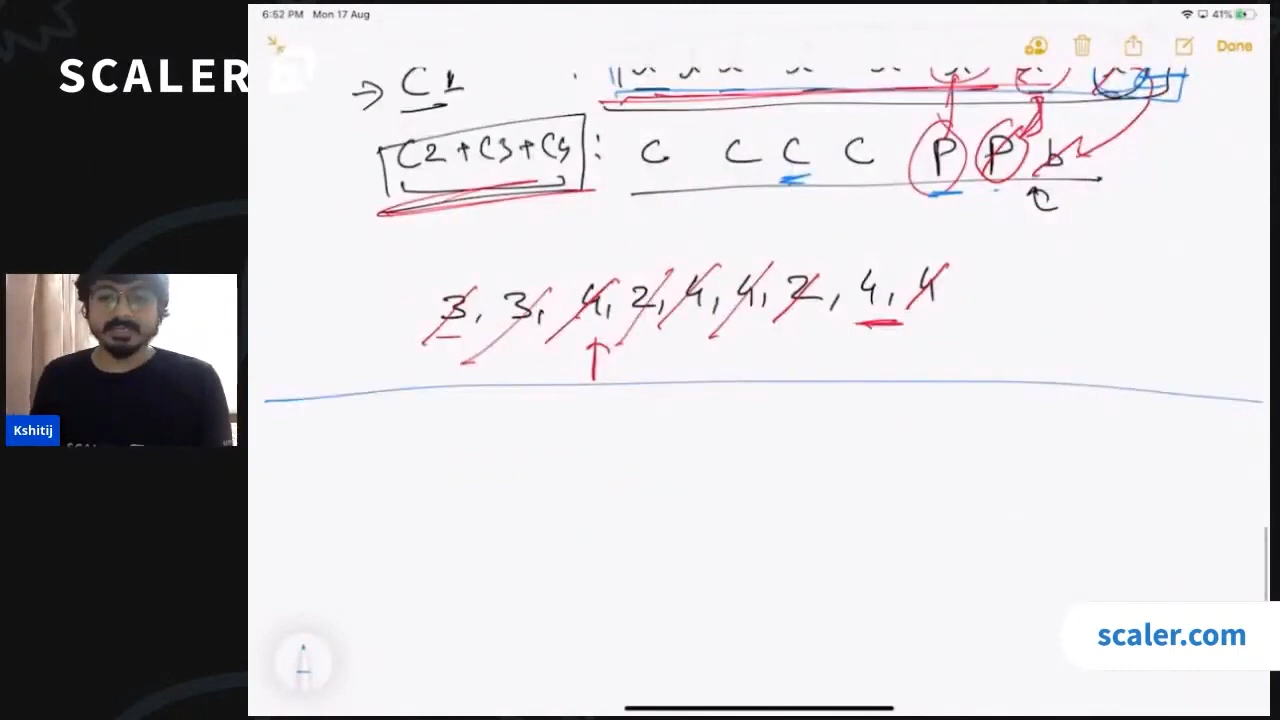 6:52 PM Mon 17 Aug
41%
Done
SCALER
→ C1 :
C2 + C3 + C4 : C C C C P P b
C
3, 3, 4, 2, 4, 4, 2, 4, 4
Kshitij
scaler.com